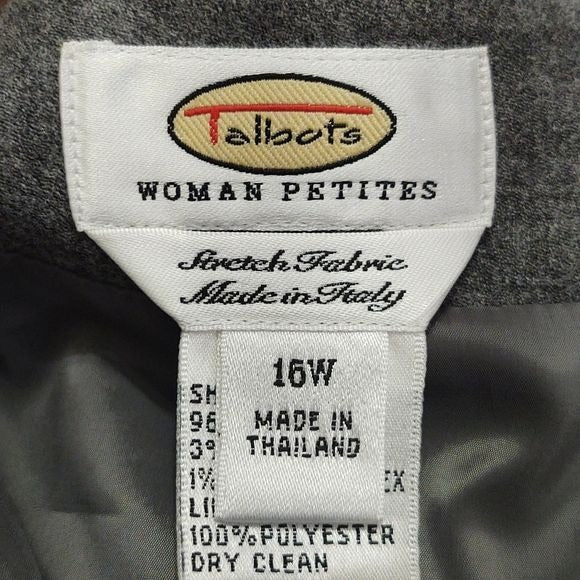 Talbots
WOMAN PETITES
Stretch Fabric
Made in Italy
16W
MADE IN
THAILAND
100% POLYESTER
DRY CLEAN